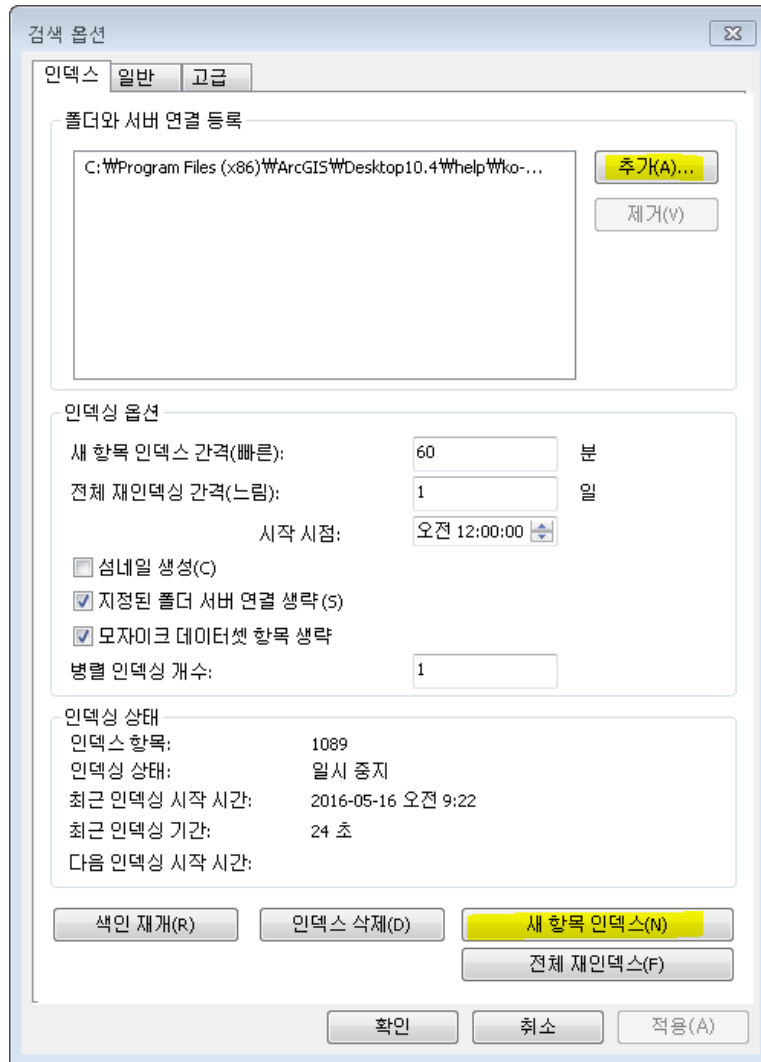 검색 옵션
인덱스 일반 고급
폴더와 서버 연결 등록
C:₩Program Files (x86)₩ArcGIS₩Desktop10.4₩help₩ko-...
추가(A)...
제거(V)
인덱싱 옵션
새 항목 인덱스 간격(빠른): 60 분
전체 재인덱싱 간격(느림): 1 일
시작 시점: 오전 12:00:00
섬네일 생성(C)
지정된 폴더 서버 연결 생략(S)
모자이크 데이터셋 항목 생략
병렬 인덱싱 개수: 1
인덱싱 상태
인덱스 항목: 1089
인덱싱 상태: 일시 중지
최근 인덱싱 시작 시간: 2016-05-16 오전 9:22
최근 인덱싱 기간: 24 초
다음 인덱싱 시작 시간:
색인 재개(R) 인덱스 삭제(D) 새 항목 인덱스(N)
전체 재인덱스(F)
확인 취소 적용(A)